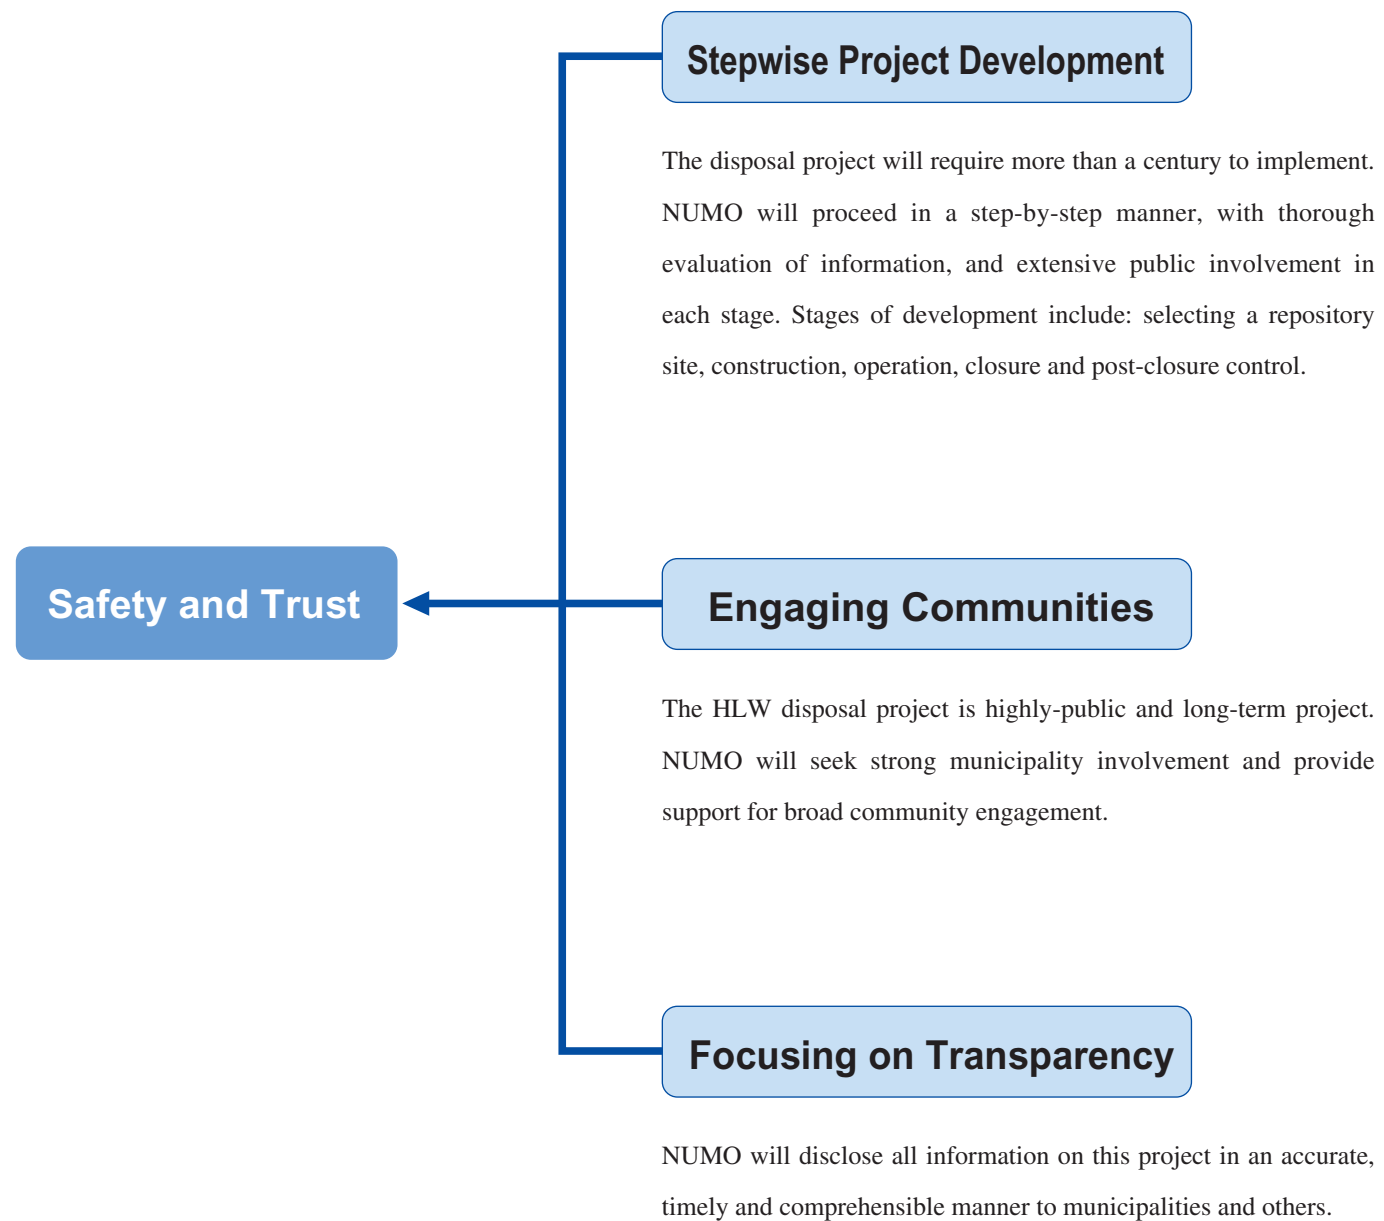 Stepwise Project Development
The disposal project will require more than a century to implement.
NUMO will proceed in a step-by-step manner, with thorough
evaluation of information, and extensive public involvement in
each stage. Stages of development include: selecting a repository
site, construction, operation, closure and post-closure control.
Safety and Trust
Engaging Communities
The HLW disposal project is highly-public and long-term project.
NUMO will seek strong municipality involvement and provide
support for broad community engagement.
Focusing on Transparency
NUMO will disclose all information on this project in an accurate,
timely and comprehensible manner to municipalities and others.